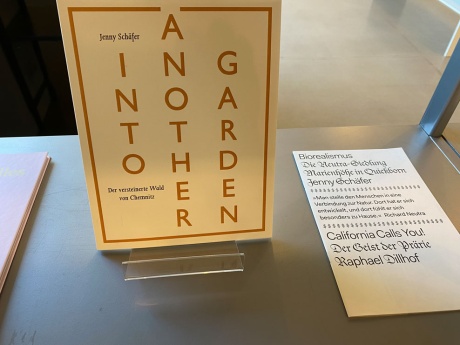 Jenny Schäfer
INTO
ANOTHER
GARDEN
Der versteinerte Wald
von Chemnitz
Biorealismus
Die Neutra-Siedlung
Marienhöhe in Quickborn
Jenny Schäfer
»Man stelle den Menschen in eine
Verbindung zur Natur. Dort hat er sich
entwickelt, und dort fühlt er sich
besonders zu Hause.« Richard Neutra
California Calls You!
Der Geist der Prärie
Raphael Dillhof